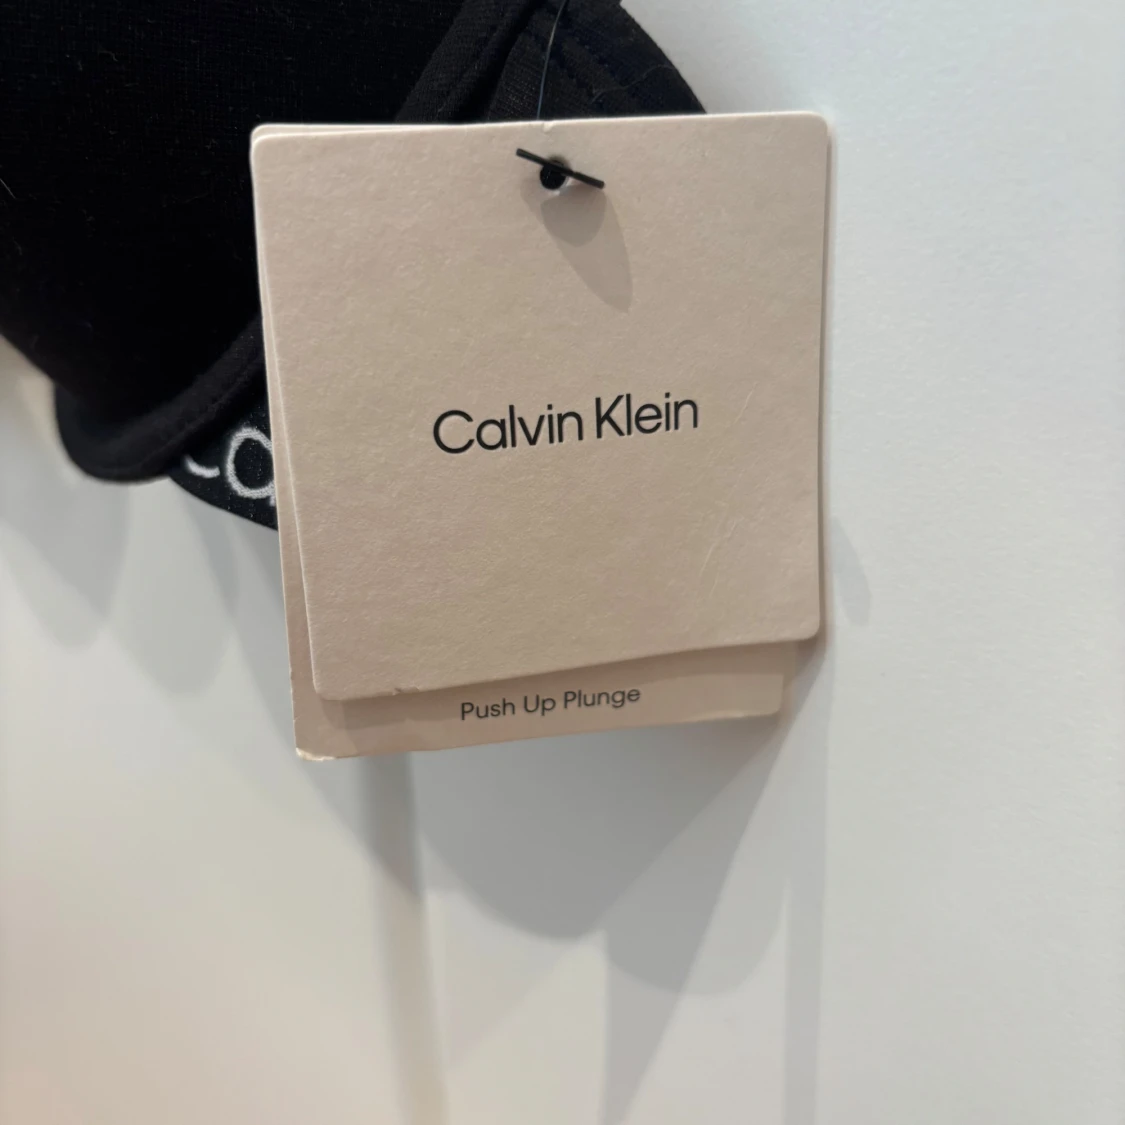 Calvin Klein
Push Up Plunge